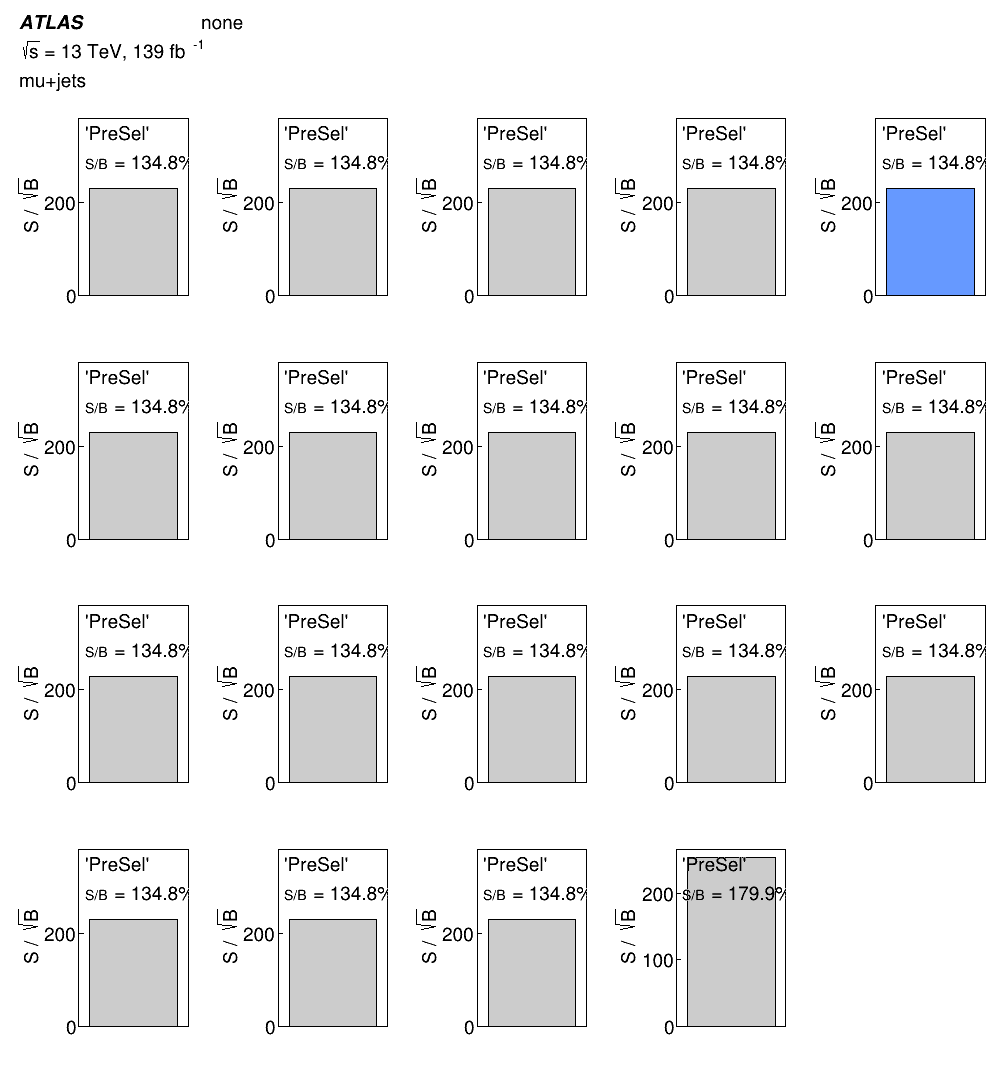 ATLAS none
√s = 13 TeV, 139 fb -1
mu+jets
'PreSel' 'PreSel' 'PreSel' 'PreSel' 'PreSel'
S/B = 134.8% S/B = 134.8% S/B = 134.8% S/B = 134.8% S/B = 134.8%
S / √B 200 S / √B 200 S / √B 200 S / √B 200 S / √B 200
0 0 0 0 0
'PreSel' 'PreSel' 'PreSel' 'PreSel' 'PreSel'
S/B = 134.8% S/B = 134.8% S/B = 134.8% S/B = 134.8% S/B = 134.8%
S / √B 200 S / √B 200 S / √B 200 S / √B 200 S / √B 200
0 0 0 0 0
'PreSel' 'PreSel' 'PreSel' 'PreSel' 'PreSel'
S/B = 134.8% S/B = 134.8% S/B = 134.8% S/B = 134.8% S/B = 134.8%
S / √B 200 S / √B 200 S / √B 200 S / √B 200 S / √B 200
0 0 0 0 0
'PreSel' 'PreSel' 'PreSel' 'PreSel'
S/B = 134.8% S/B = 134.8% S/B = 134.8% 200 S/B = 179.9%
S / √B 200 S / √B 200 S / √B 200 S / √B
100
0 0 0 0